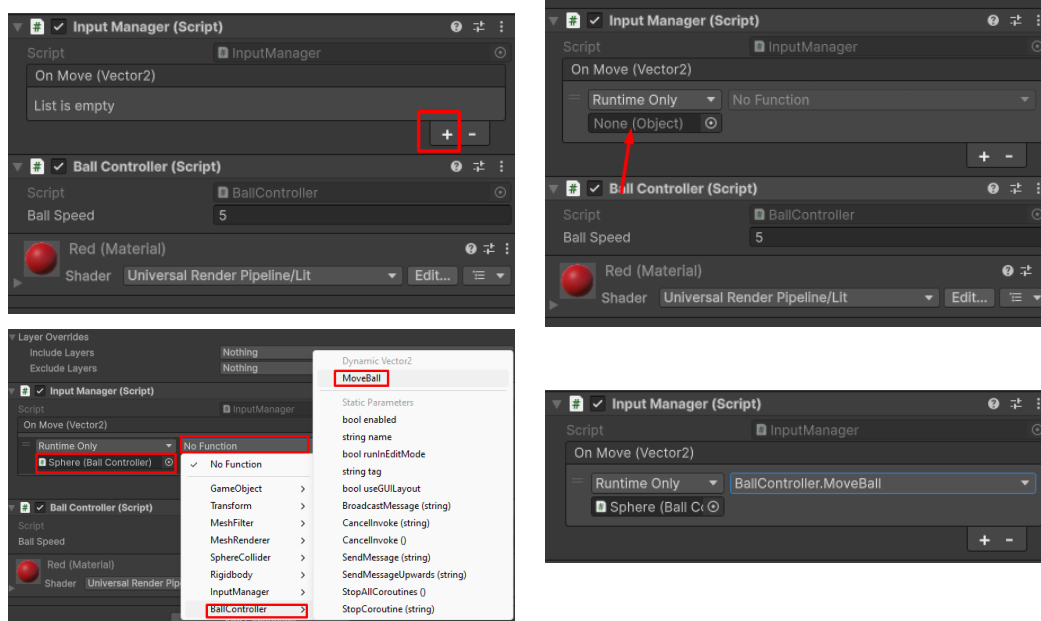 Input Manager (Script)
Script InputManager
On Move (Vector2)
List is empty
+ -
Ball Controller (Script)
Script BallController
Ball Speed 5
Red (Material)
Shader Universal Render Pipeline/Lit Edit...
Input Manager (Script)
Script InputManager
On Move (Vector2)
Runtime Only No Function
None (Object)
+ -
Ball Controller (Script)
Script BallController
Ball Speed 5
Red (Material)
Shader Universal Render Pipeline/Lit Edit...
Layer Overrides
Include Layers Nothing
Exclude Layers Nothing
Input Manager (Script)
Script InputManager
On Move (Vector2)
Runtime Only No Function
Sphere (Ball Controller)
Ball Controller (Script)
Script
Ball Speed
Red (Material)
Shader Universal Render Pip
No Function
GameObject >
Transform >
MeshFilter >
MeshRenderer >
SphereCollider >
Rigidbody >
InputManager >
BallController >
Dynamic Vector2
MoveBall
Static Parameters
bool enabled
string name
bool runInEditMode
string tag
bool useGUILayout
BroadcastMessage (string)
CancelInvoke (string)
CancelInvoke ()
SendMessage (string)
SendMessageUpwards (string)
StopAllCoroutines ()
StopCoroutine (string)
Input Manager (Script)
Script InputManager
On Move (Vector2)
Runtime Only BallController.MoveBall
Sphere (Ball Co
+ -